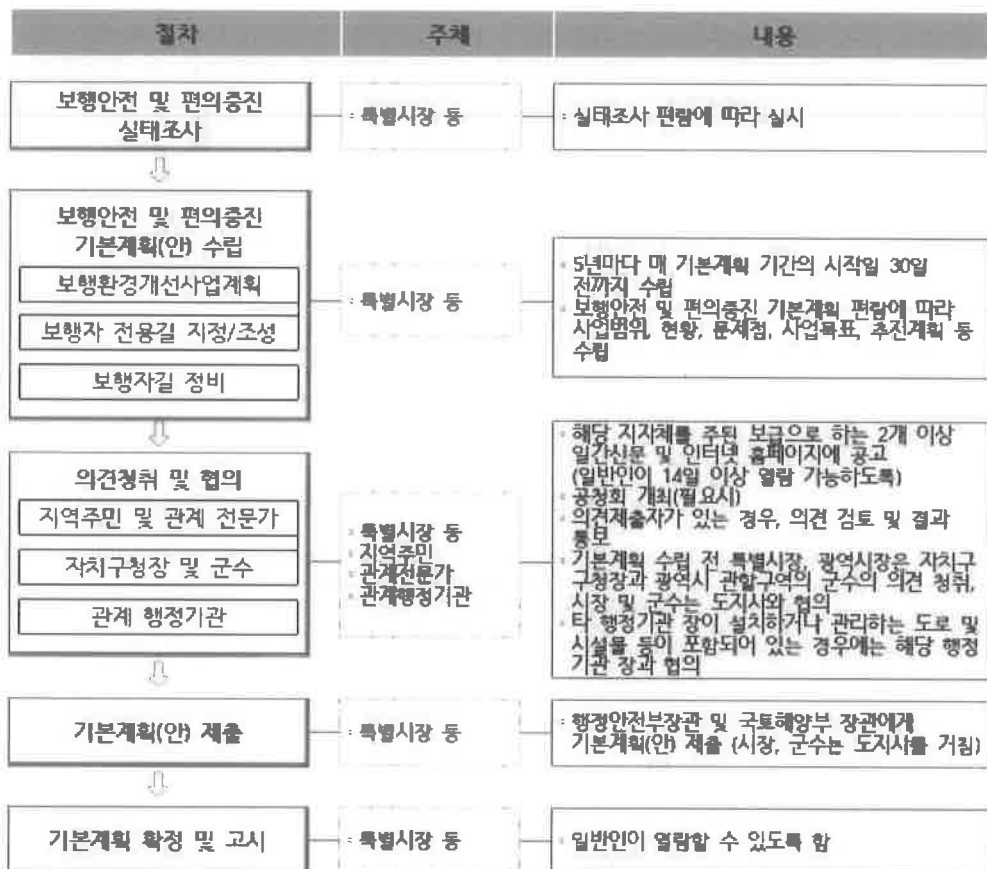 절차 주체 내용
보행안전 및 편의증진
실태조사
특별시장 등
실태조사 편람에 따라 실시
보행안전 및 편의증진
기본계획(안) 수립
보행환경개선사업계획
보행자 전용길 지정/조성
보행자길 정비
특별시장 등
5년마다 매 기본계획 기간의 시작일 30일
전까지 수립
보행안전 및 편의증진 기본계획 편람에 따라
사업범위, 현황, 문제점, 사업목표, 추진계획 등
수립
의견청취 및 협의
지역주민 및 관계 전문가
자치구청장 및 군수
관계 행정기관
특별시장 등
지역주민
관계전문가
관계행정기관
해당 지자체를 주된 보급으로 하는 2개 이상
일간신문 및 인터넷 홈페이지에 공고
(일반인이 14일 이상 열람 가능하도록)
공청회 개최(필요시)
의견제출자가 있는 경우, 의견 검토 및 결과
통보
기본계획 수립 전 특별시장, 광역시장은 자치구
구청장과 광역시 관할구역의 군수의 의견 청취,
시장 및 군수는 도지사와 협의
타 행정기관 장이 설치하거나 관리하는 도로 및
시설물 등이 포함되어 있는 경우에는 해당 행정
기관 장과 협의
기본계획(안) 제출
특별시장 등
행정안전부장관 및 국토해양부 장관에게
기본계획(안) 제출 (시장, 군수는 도지사를 거침)
기본계획 확정 및 고시
특별시장 등
일반인이 열람할 수 있도록 함